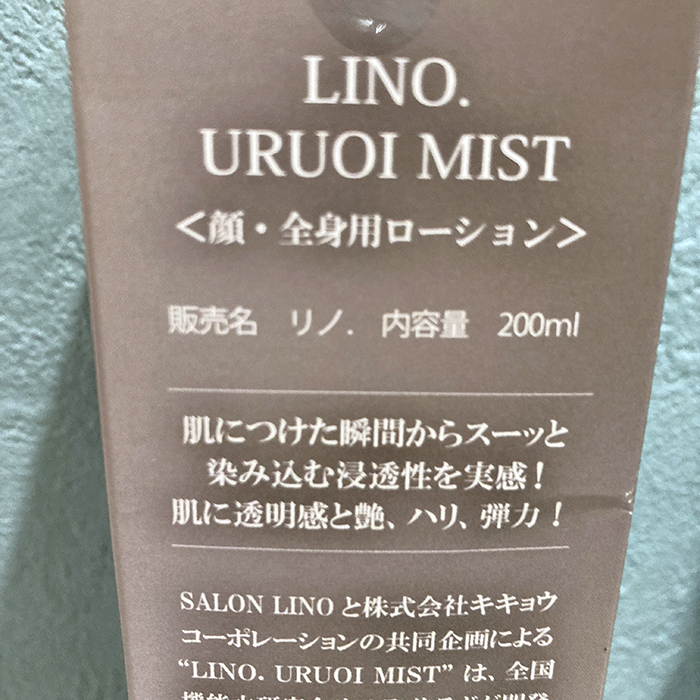 LINO.
URUOI MIST
<顔・全身用ローション>
販売名 リノ. 内容量 200ml
肌につけた瞬間からスーッと
染み込む浸透性を実感！
肌に透明感と艶、ハリ、弾力！
SALON LINOと株式会社キキョウ
コーポレーションの共同企画による
“LINO. URUOI MIST”は、全国